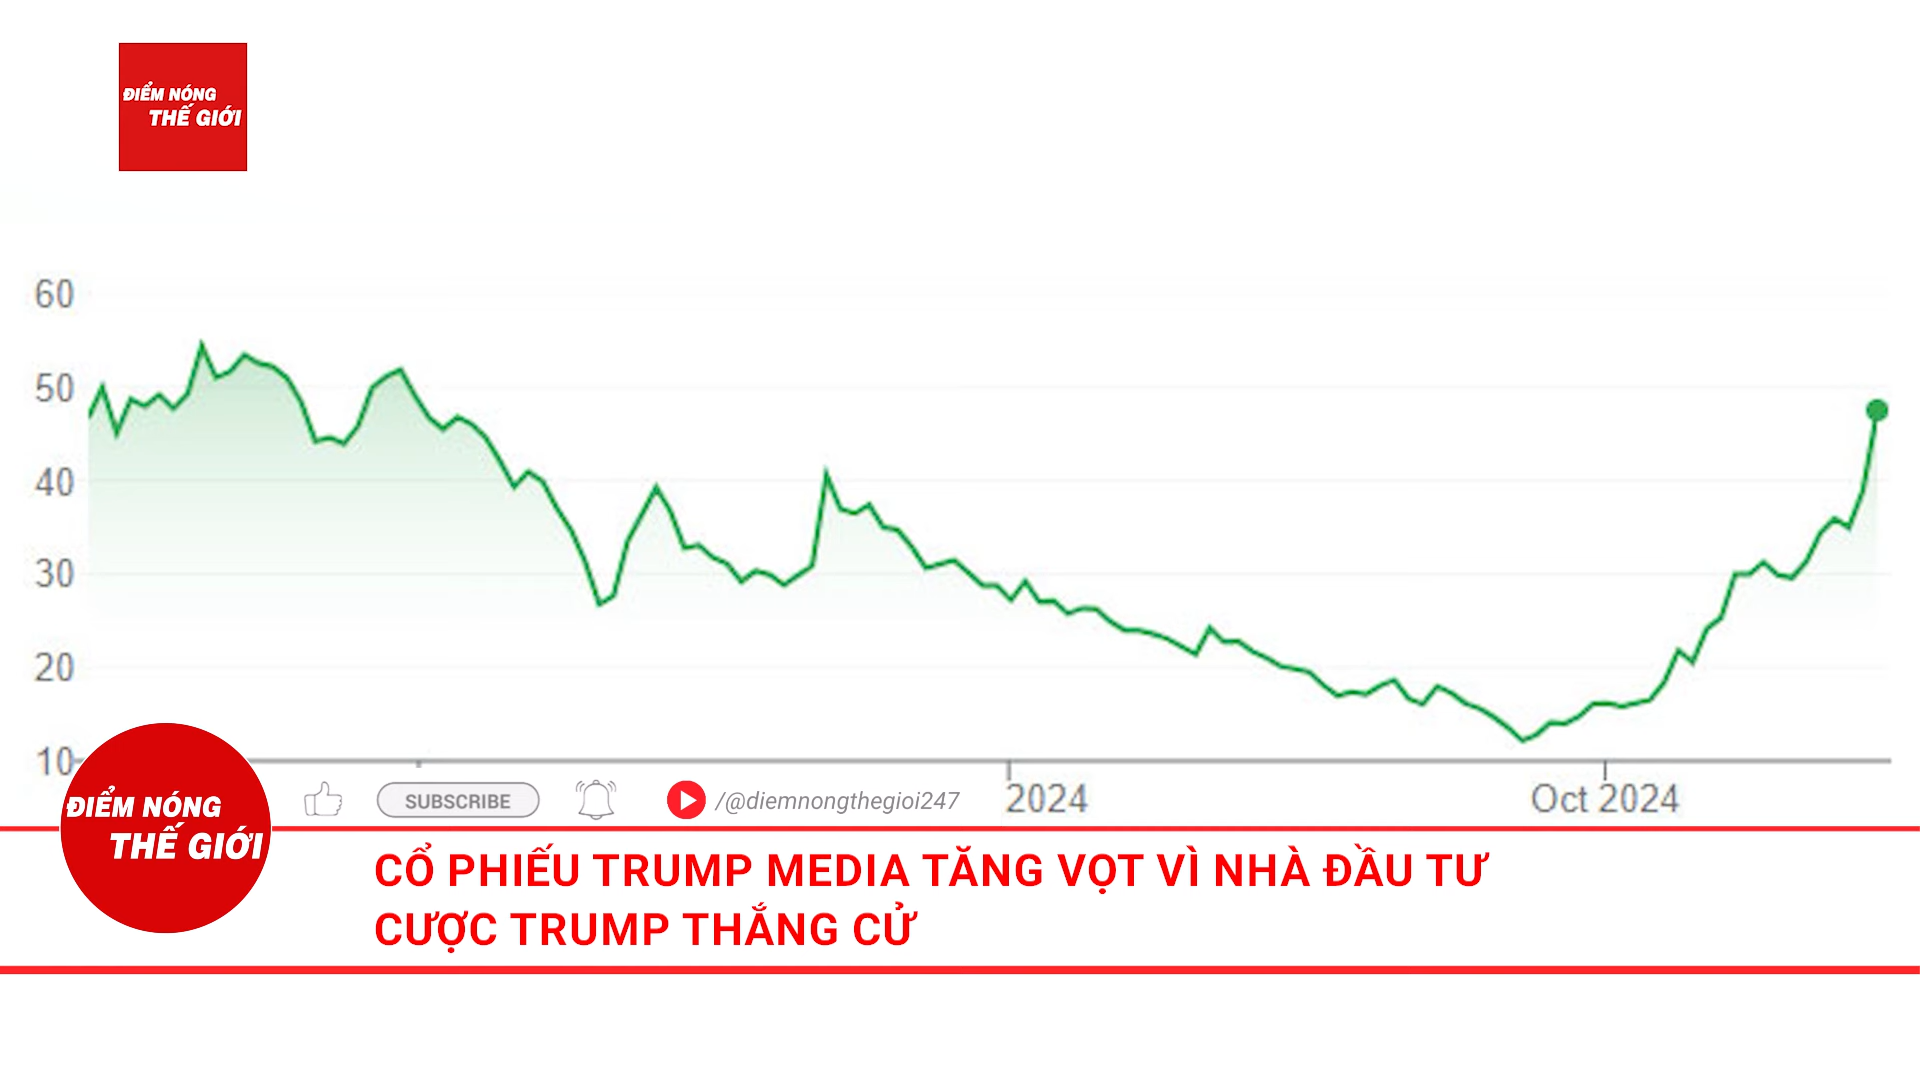 ĐIỂM NÓNG
THẾ GIỚI
60
50
40
30
20
10
2024
Oct 2024
ĐIỂM NÓNG
THẾ GIỚI
SUBSCRIBE
/@diemnongthegioi247
CỔ PHIẾU TRUMP MEDIA TĂNG VỌT VÌ NHÀ ĐẦU TƯ
CƯỢC TRUMP THẮNG CỬ